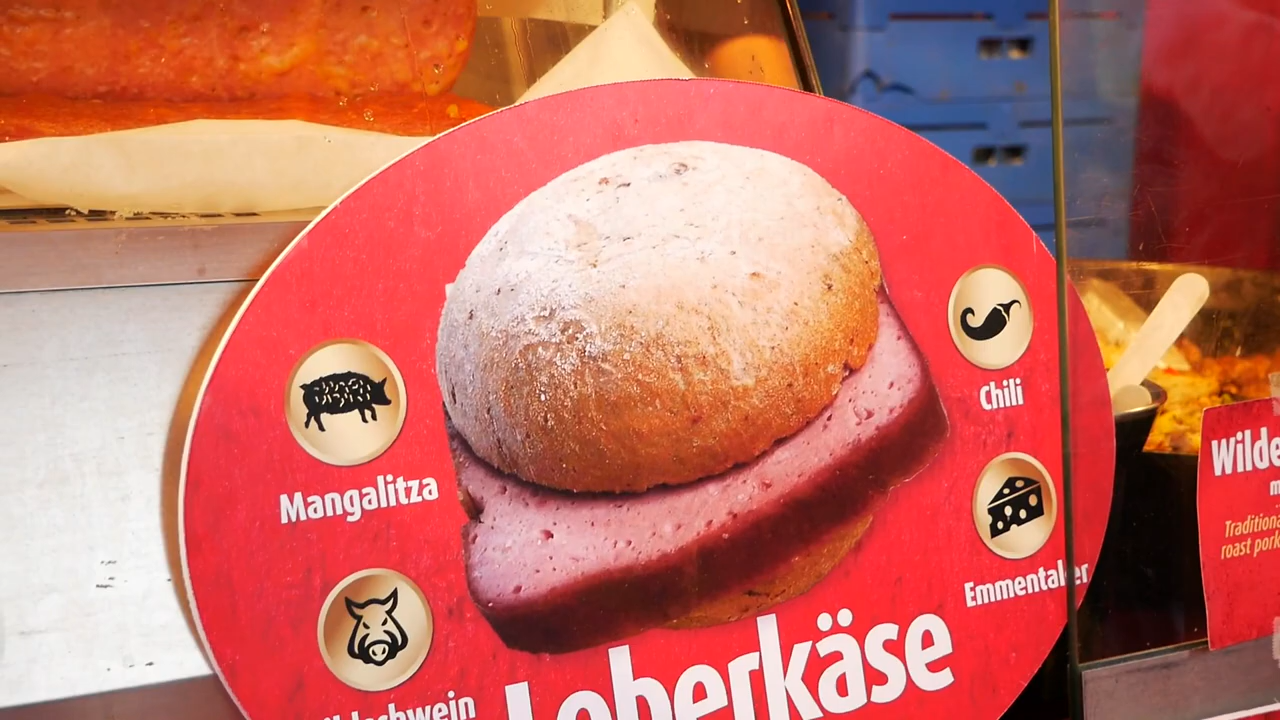 Mangalitza
Chili
Emmentaler
Leberkäse
Wilde
Traditiona
roast pork